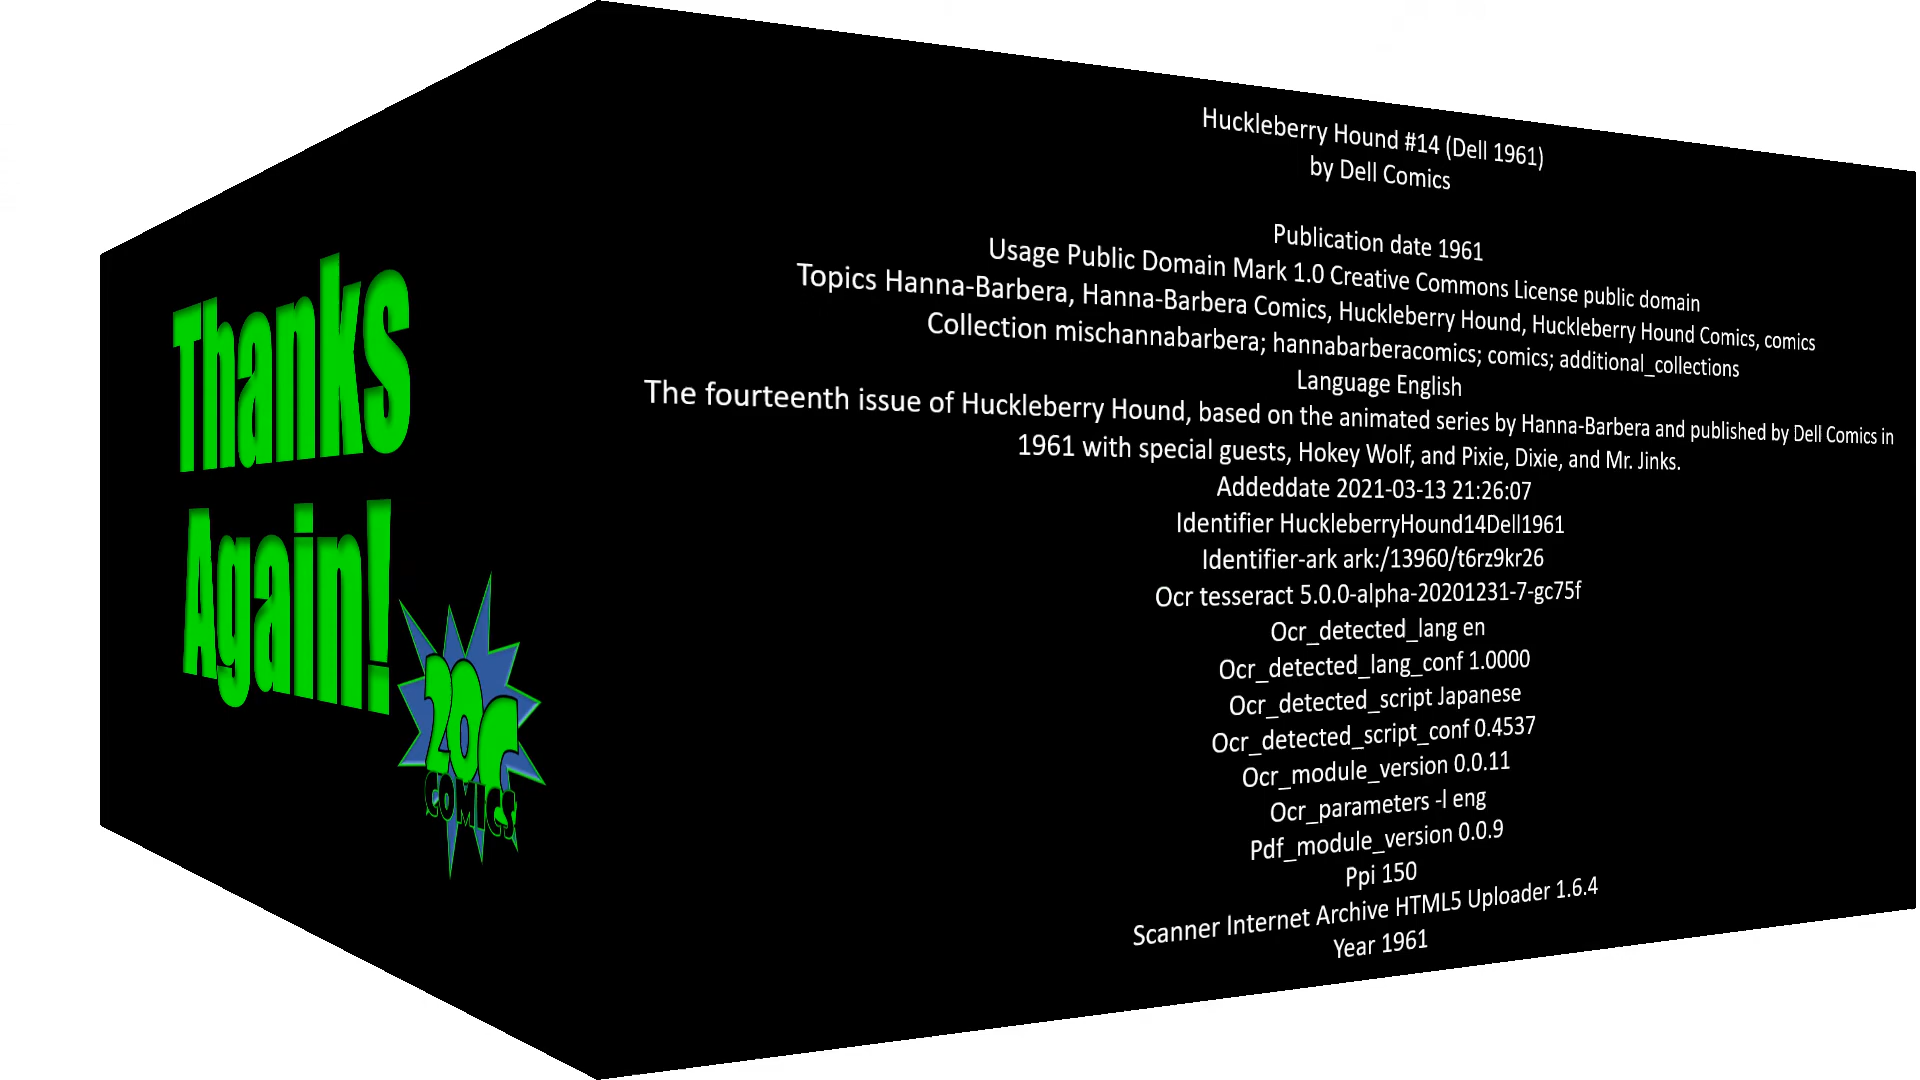 Thanks
Again!
20C
COMICS
Huckleberry Hound #14 (Dell 1961)
by Dell Comics
Publication date 1961
Usage Public Domain Mark 1.0 Creative Commons License public domain
Topics Hanna-Barbera, Hanna-Barbera Comics, Huckleberry Hound, Huckleberry Hound Comics, comics
Collection mischannabarbera; hannabarberacomics; comics; additional_collections
Language English
The fourteenth issue of Huckleberry Hound, based on the animated series by Hanna-Barbera and published by Dell Comics in
1961 with special guests, Hokey Wolf, and Pixie, Dixie, and Mr. Jinks.
Addeddate 2021-03-13 21:26:07
Identifier HuckleberryHound14Dell1961
Identifier-ark ark:/13960/t6rz9kr26
Ocr tesseract 5.0.0-alpha-20201231-7-gc75f
Ocr_detected_lang en
Ocr_detected_lang_conf 1.0000
Ocr_detected_script Japanese
Ocr_detected_script_conf 0.4537
Ocr_module_version 0.0.11
Ocr_parameters -l eng
Pdf_module_version 0.0.9
Ppi 150
Scanner Internet Archive HTML5 Uploader 1.6.4
Year 1961